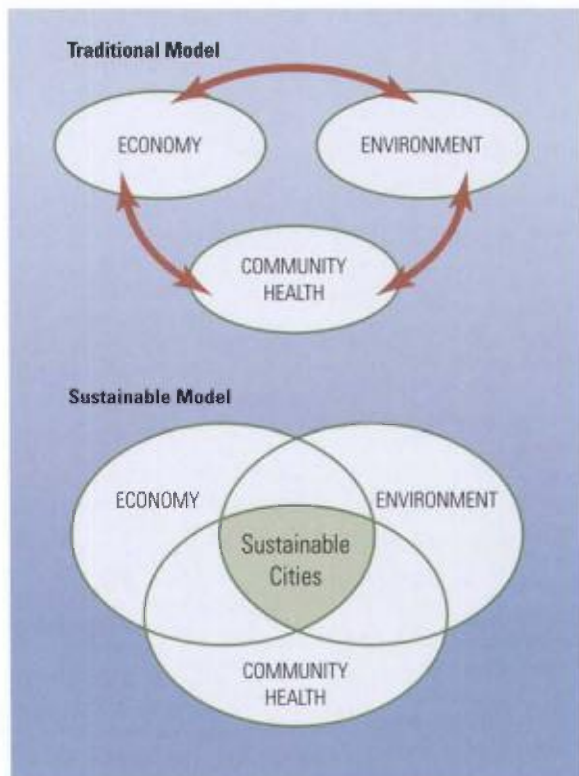 Traditional Model
ECONOMY
ENVIRONMENT
COMMUNITY
HEALTH
Sustainable Model
ECONOMY
ENVIRONMENT
Sustainable
Cities
COMMUNITY
HEALTH